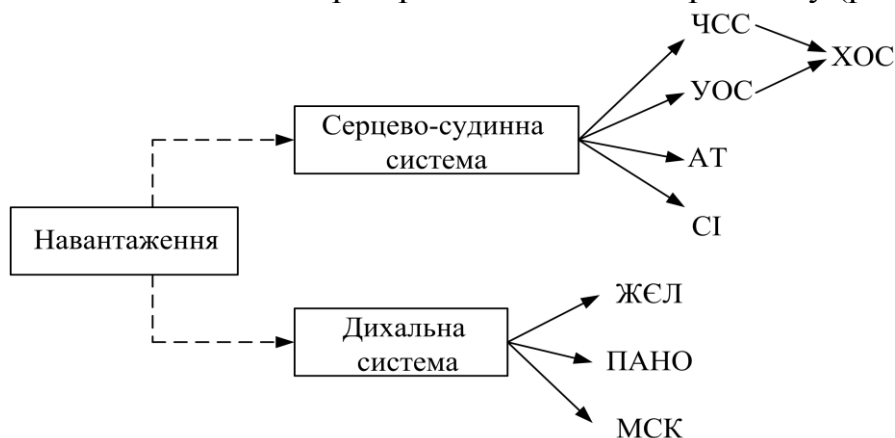 ЧСС
ХОС
УОС
Серцево-судинна
система
АТ
СІ
Навантаження
ЖЄЛ
Дихальна
система
ПАНО
МСК